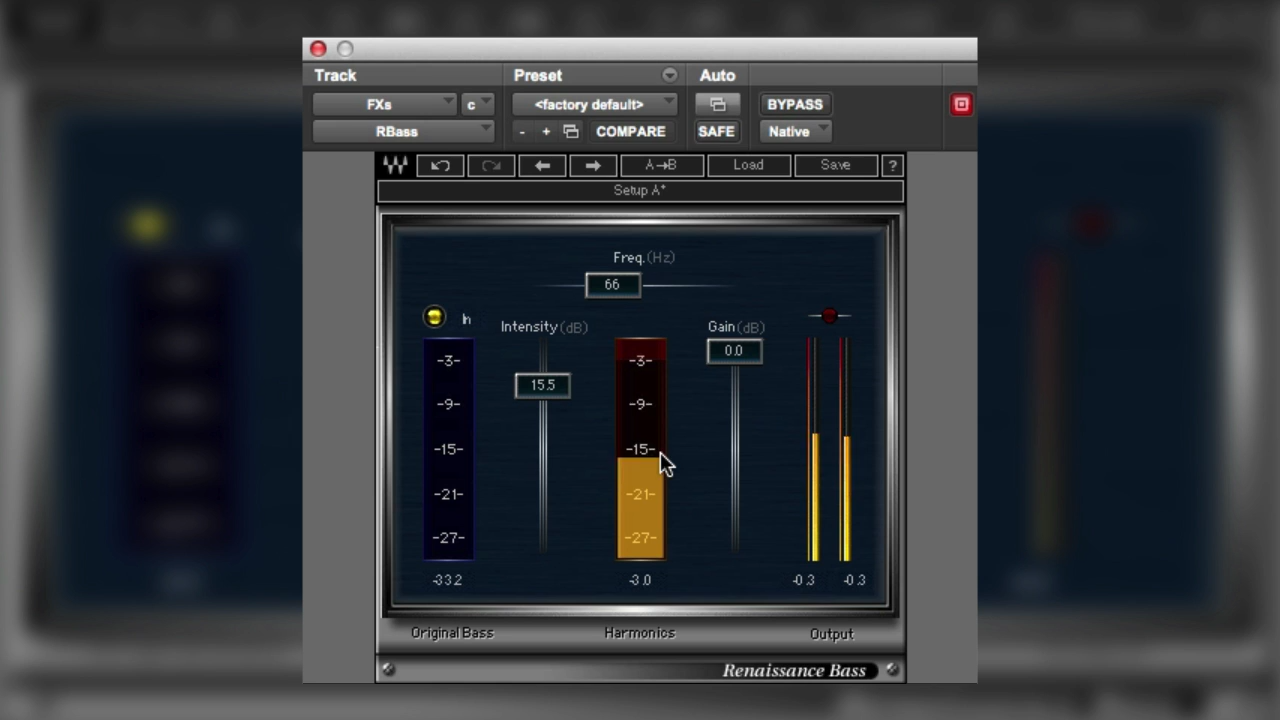 Track Preset Auto
FXs c <factory default> BYPASS
RBass - + COMPARE SAFE Native
A→B Load Save ?
Setup A*
Freq. (Hz)
66
In Intensity (dB) Gain (dB)
15.5 0.0
-3- -3-
-9- -9-
-15- -15-
-21- -21-
-27- -27-
-33.2 -3.0 -0.3 -0.3
Original Bass Harmonics Output
Renaissance Bass